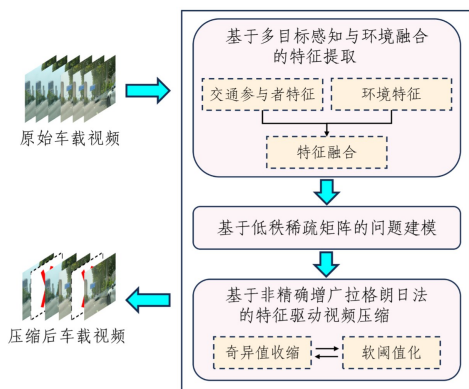 基于多目标感知与环境融合
的特征提取
交通参与者特征
环境特征
特征融合
原始车载视频
基于低秩稀疏矩阵的问题建模
基于非精确增广拉格朗日法
的特征驱动视频压缩
奇异值收缩
软阈值化
压缩后车载视频